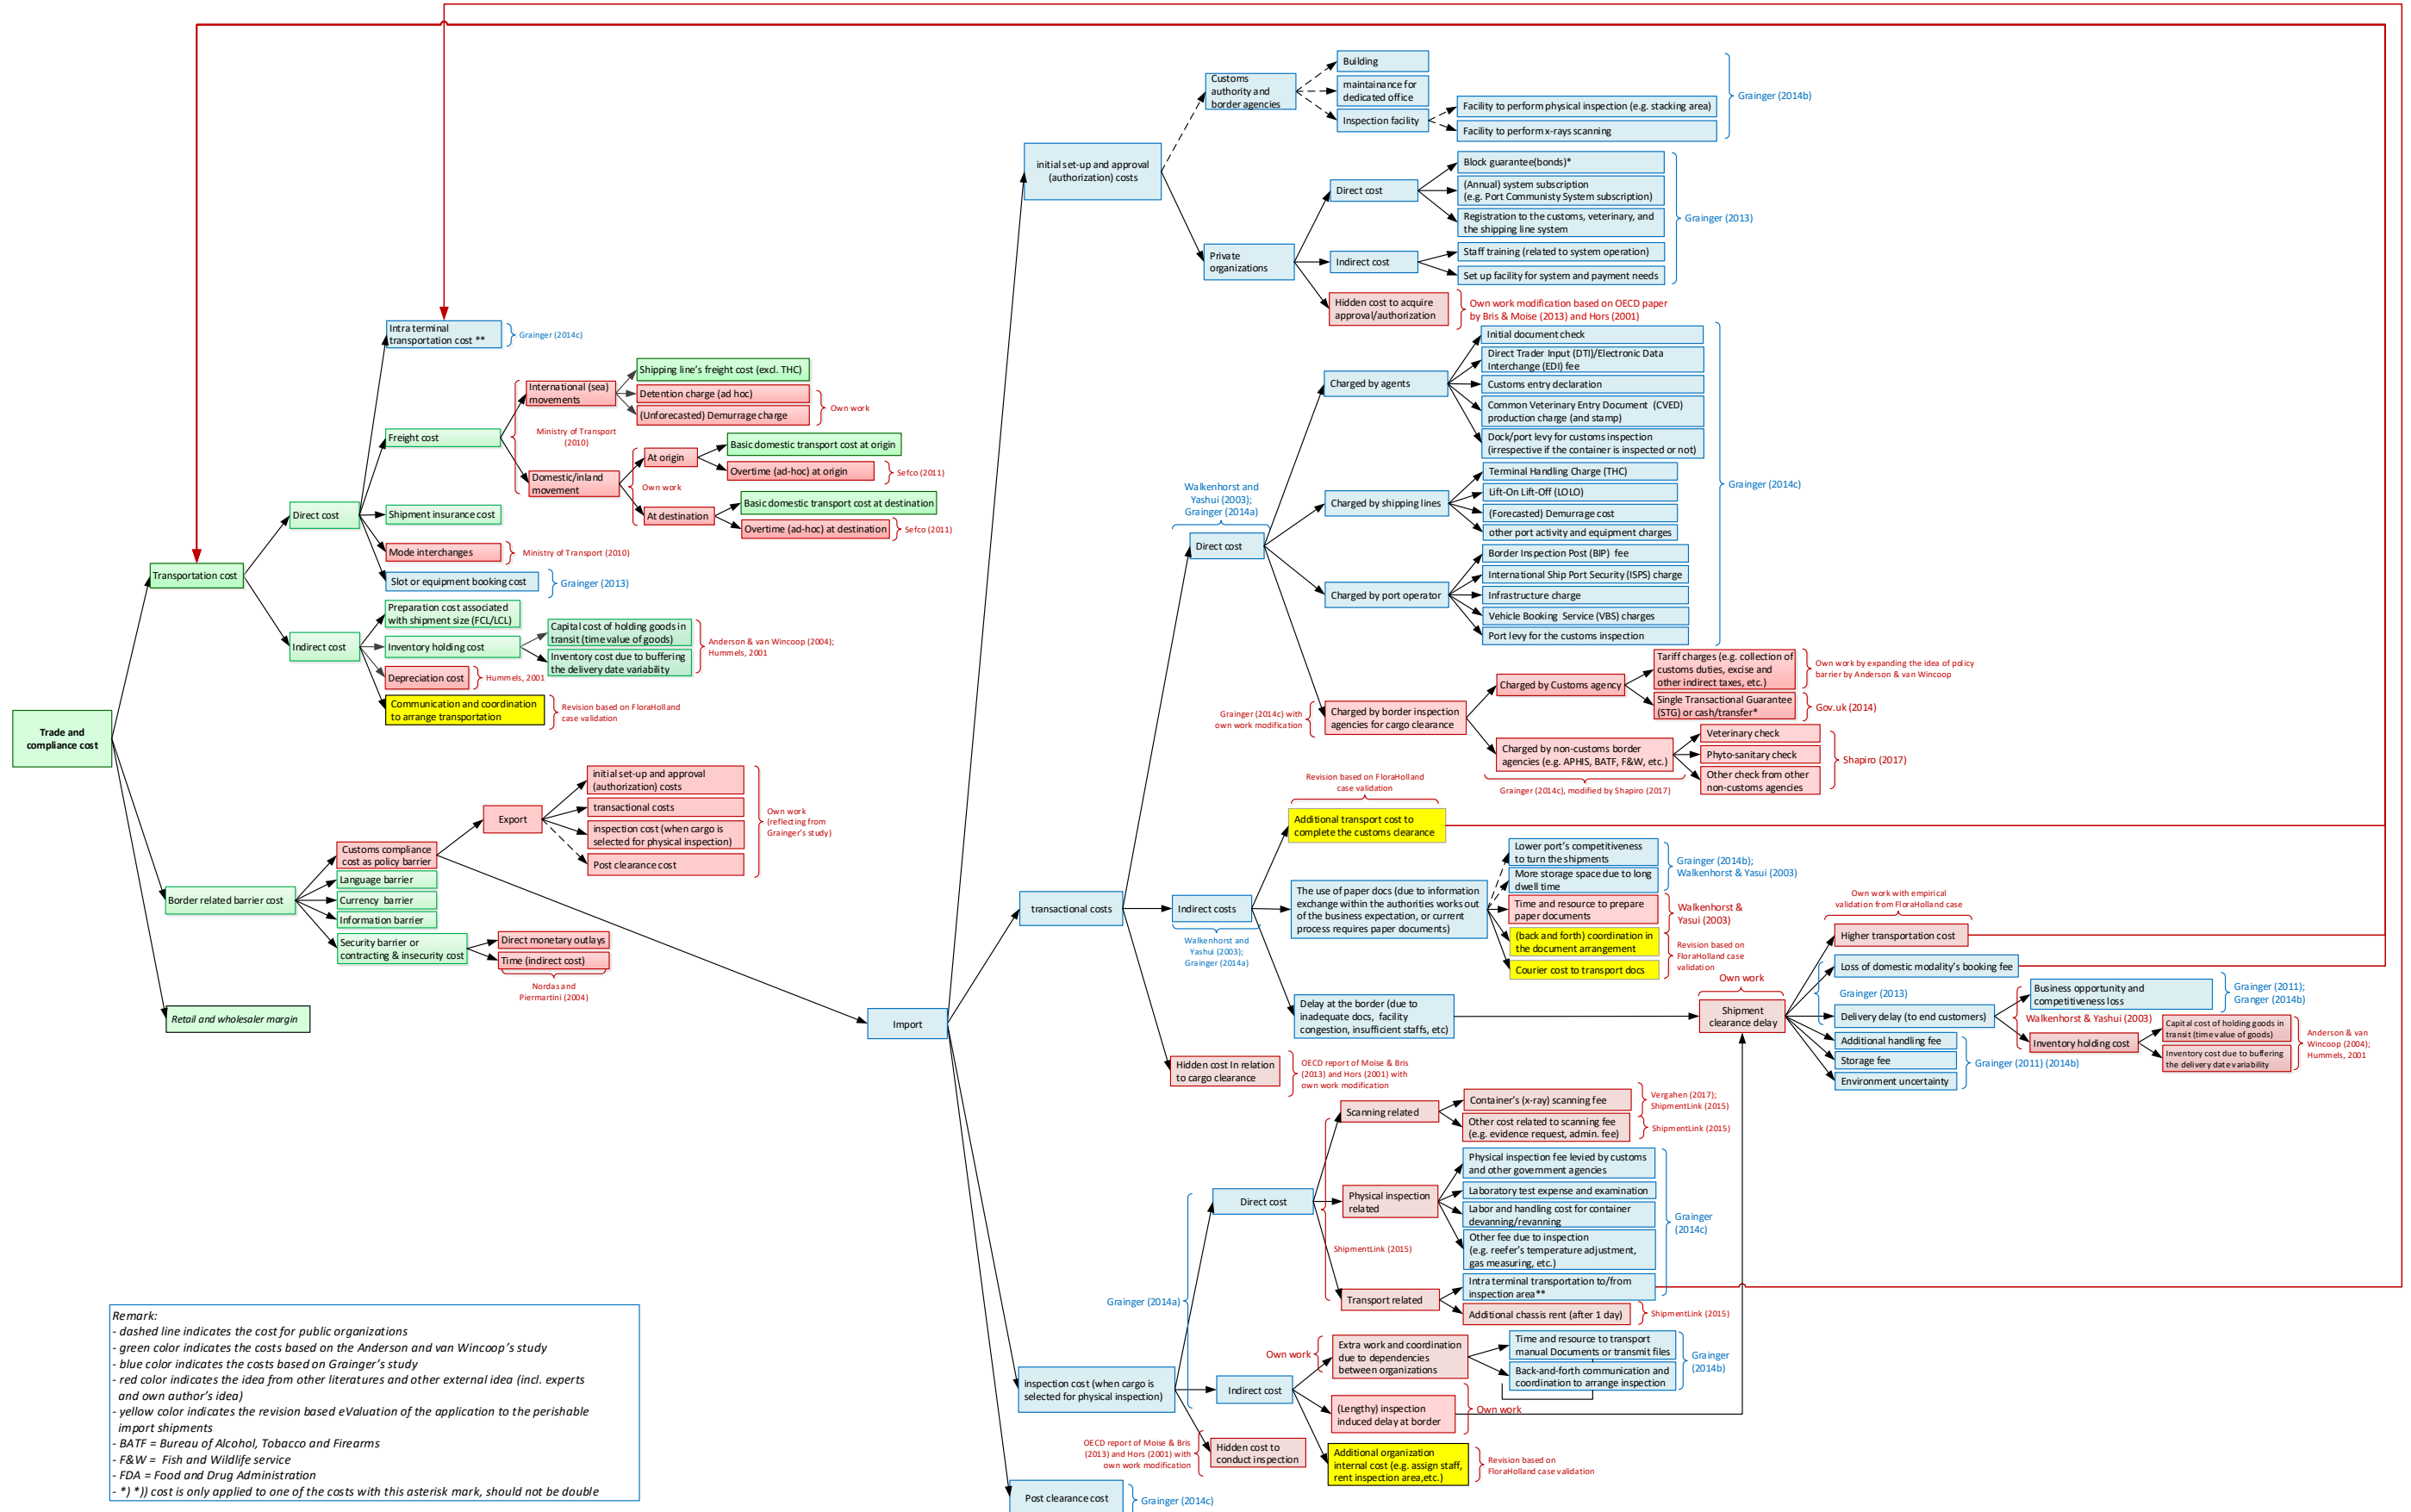 Trade and
compliance cost
Transportation cost
Direct cost
Intra terminal
transportation cost **
Grainger (2014c)
Freight cost
International (sea)
movements
Shipping line's freight cost (excl. THC)
Detention charge (ad hoc)
(Unforecasted) Demurrage charge
Own work
Ministry of Transport
(2010)
Domestic/inland
movement
Own work
At origin
Basic domestic transport cost at origin
Overtime (ad-hoc) at origin
Sefco (2011)
At destination
Basic domestic transport cost at destination
Overtime (ad-hoc) at destination
Sefco (2011)
Shipment insurance cost
Mode interchanges
Ministry of Transport (2010)
Slot or equipment booking cost
Grainger (2013)
Indirect cost
Preparation cost associated
with shipment size (FCL/LCL)
Inventory holding cost
Capital cost of holding goods in
transit (time value of goods)
Inventory cost due to buffering
the delivery date variability
Anderson & van Wincoop (2004);
Hummels, 2001
Depreciation cost
Hummels, 2001
Communication and coordination
to arrange transportation
Revision based on FloraHolland
case validation
Border related barrier cost
Customs compliance
cost as policy barrier
Language barrier
Currency  barrier
Information barrier
Security barrier or
contracting & insecurity cost
Direct monetary outlays
Time (indirect cost)
Nordas and
Piermartini (2004)
Export
initial set-up and approval
(authorization) costs
transactional costs
inspection cost (when cargo is
selected for physical inspection)
Post clearance cost
Own work
(reflecting from
Grainger's study)
Retail and wholesaler margin
Import
initial set-up and approval
(authorization) costs
Customs
authority and
border agencies
Building
maintainance for
dedicated office
Inspection facility
Facility to perform physical inspection (e.g. stacking area)
Facility to perform x-rays scanning
Grainger (2014b)
Private
organizations
Direct cost
Block guarantee(bonds)*
(Annual) system subscription
(e.g. Port Communisty System subscription)
Registration to the customs, veterinary, and
the shipping line system
Indirect cost
Staff training (related to system operation)
Set up facility for system and payment needs
Grainger (2013)
Hidden cost to acquire
approval/authorization
Own work modification based on OECD paper
by Bris & Moise (2013) and Hors (2001)
transactional costs
Walkenhorst and
Yashui (2003);
Grainger (2014a)
Direct cost
Charged by agents
Initial document check
Direct Trader Input (DTI)/Electronic Data
Interchange (EDI) fee
Customs entry declaration
Common Veterinary Entry Document  (CVED)
production charge (and stamp)
Dock/port levy for customs inspection
(irrespective if the container is inspected or not)
Charged by shipping lines
Terminal Handling Charge (THC)
Lift-On Lift-Off (LOLO)
(Forecasted) Demurrage cost
other port activity and equipment charges
Charged by port operator
Border Inspection Post (BIP)  fee
International Ship Port Security (ISPS) charge
Infrastructure charge
Vehicle Booking  Service (VBS) charges
Port levy for the customs inspection
Grainger (2014c)
Grainger (2014c) with
own work modification
Charged by border inspection
agencies for cargo clearance
Charged by Customs agency
Tariff charges (e.g. collection of
customs duties, excise and
other indirect taxes, etc.)
Own work by expanding the idea of policy
barrier by Anderson & van Wincoop
Single Transactional Guarantee
(STG) or cash/transfer*
Gov.uk (2014)
Charged by non-customs border
agencies (e.g. APHIS, BATF, F&W, etc.)
Grainger (2014c), modified by Shapiro (2017)
Veterinary check
Phyto-sanitary check
Other check from other
non-customs agencies
Shapiro (2017)
Indirect costs
Walkenhorst and
Yashui (2003);
Grainger (2014a)
Revision based on FloraHolland
case validation
Additional transport cost to
complete the customs clearance
The use of paper docs (due to information
exchange within the authorities works out
of the business expectation, or current
process requires paper documents)
Lower port's competitiveness
to turn the shipments
More storage space due to long
dwell time
Grainger (2014b);
Walkenhorst & Yasui (2003)
Time and resource to prepare
paper documents
Walkenhorst &
Yasui (2003)
(back and forth) coordination in
the document arrangement
Courier cost to transport docs
Revision based on
FloraHolland case
validation
Delay at the border (due to
inadequate docs,  facility
congestion, insufficient staffs, etc)
Own work
Shipment
clearance delay
Own work with empirical
validation from FloraHolland case
Higher transportation cost
Loss of domestic modality's booking fee
Grainger (2013)
Delivery delay (to end customers)
Business opportunity and
competitiveness loss
Grainger (2011);
Granger (2014b)
Walkenhorst & Yashui (2003)
Inventory holding cost
Capital cost of holding goods in
transit (time value of goods)
Inventory cost due to buffering
the delivery date variability
Anderson & van
Wincoop (2004);
Hummels, 2001
Additional handling fee
Storage fee
Environment uncertainty
Grainger (2011) (2014b)
Hidden cost In relation
to cargo clearance
OECD report of Moise & Bris
(2013) and Hors (2001) with
own work modification
inspection cost (when cargo is
selected for physical inspection)
Grainger (2014a)
Direct cost
ShipmentLink (2015)
Scanning related
Container's (x-ray) scanning fee
Vergahen (2017);
ShipmentLink (2015)
Other cost related to scanning fee
(e.g. evidence request, admin. fee)
ShipmentLink (2015)
Physical inspection
related
Physical inspection fee levied by customs
and other government agencies
Laboratory test expense and examination
Labor and handling cost for container
devanning/revanning
Other fee due to inspection
(e.g. reefer's temperature adjustment,
gas measuring, etc.)
Grainger
(2014c)
Transport related
Intra terminal transportation to/from
inspection area**
Additional chassis rent (after 1 day)
ShipmentLink (2015)
Indirect cost
Own work
Extra work and coordination
due to dependencies
between organizations
Time and resource to transport
manual Documents or transmit files
Back-and-forth communication and
coordination to arrange inspection
Grainger
(2014b)
(Lengthy) inspection
induced delay at border
Own work
Additional organization
internal cost (e.g. assign staff,
rent inspection area,etc.)
Revision based on
FloraHolland case validation
OECD report of Moise & Bris
(2013) and Hors (2001) with
own work modification
Hidden cost to
conduct inspection
Post clearance cost
Grainger (2014c)
Remark:
- dashed line indicates the cost for public organizations
- green color indicates the costs based on the Anderson and van Wincoop's study
- blue color indicates the costs based on Grainger's study
- red color indicates the idea from other literatures and other external idea (incl. experts
and own author's idea)
- yellow color indicates the revision based eValuation of the application to the perishable
import shipments
- BATF = Bureau of Alcohol, Tobacco and Firearms
- F&W =  Fish and Wildlife service
- FDA = Food and Drug Administration
- *) *)) cost is only applied to one of the costs with this asterisk mark, should not be double